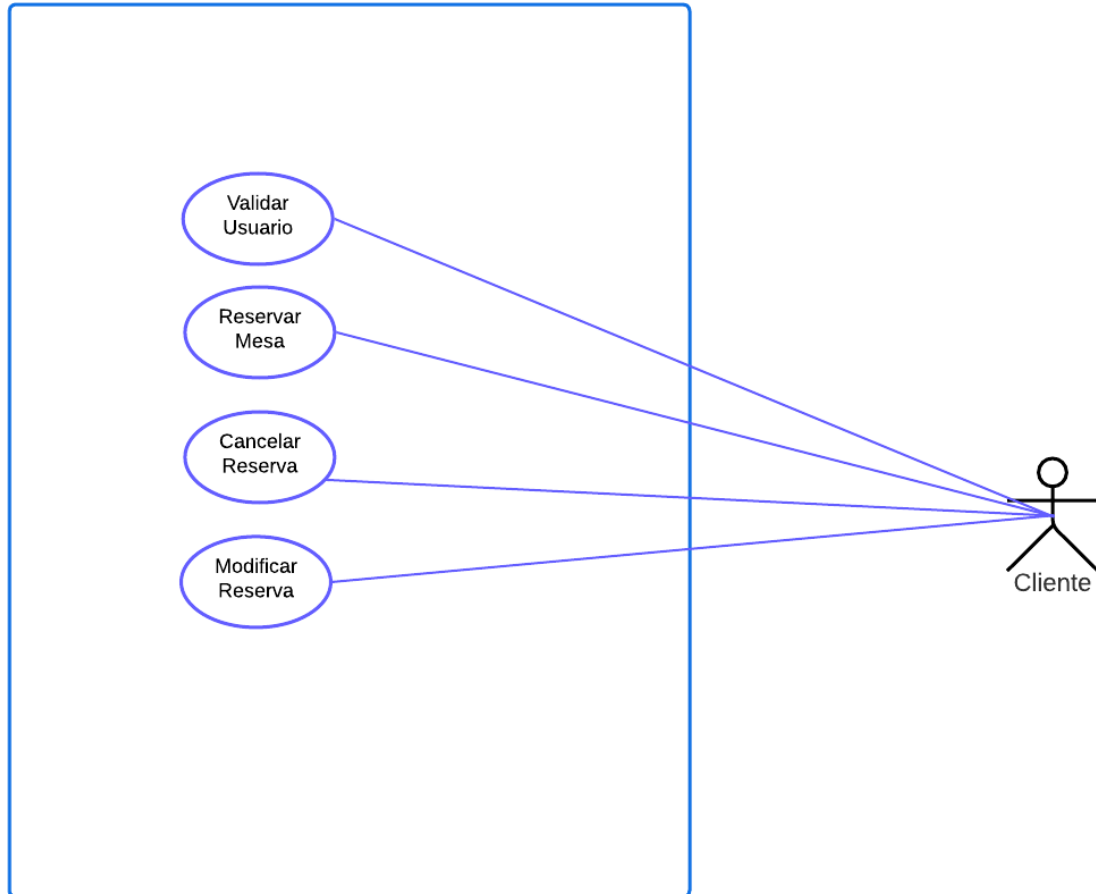 Validar
Usuario
Reservar
Mesa
Cancelar
Reserva
Modificar
Reserva
Cliente